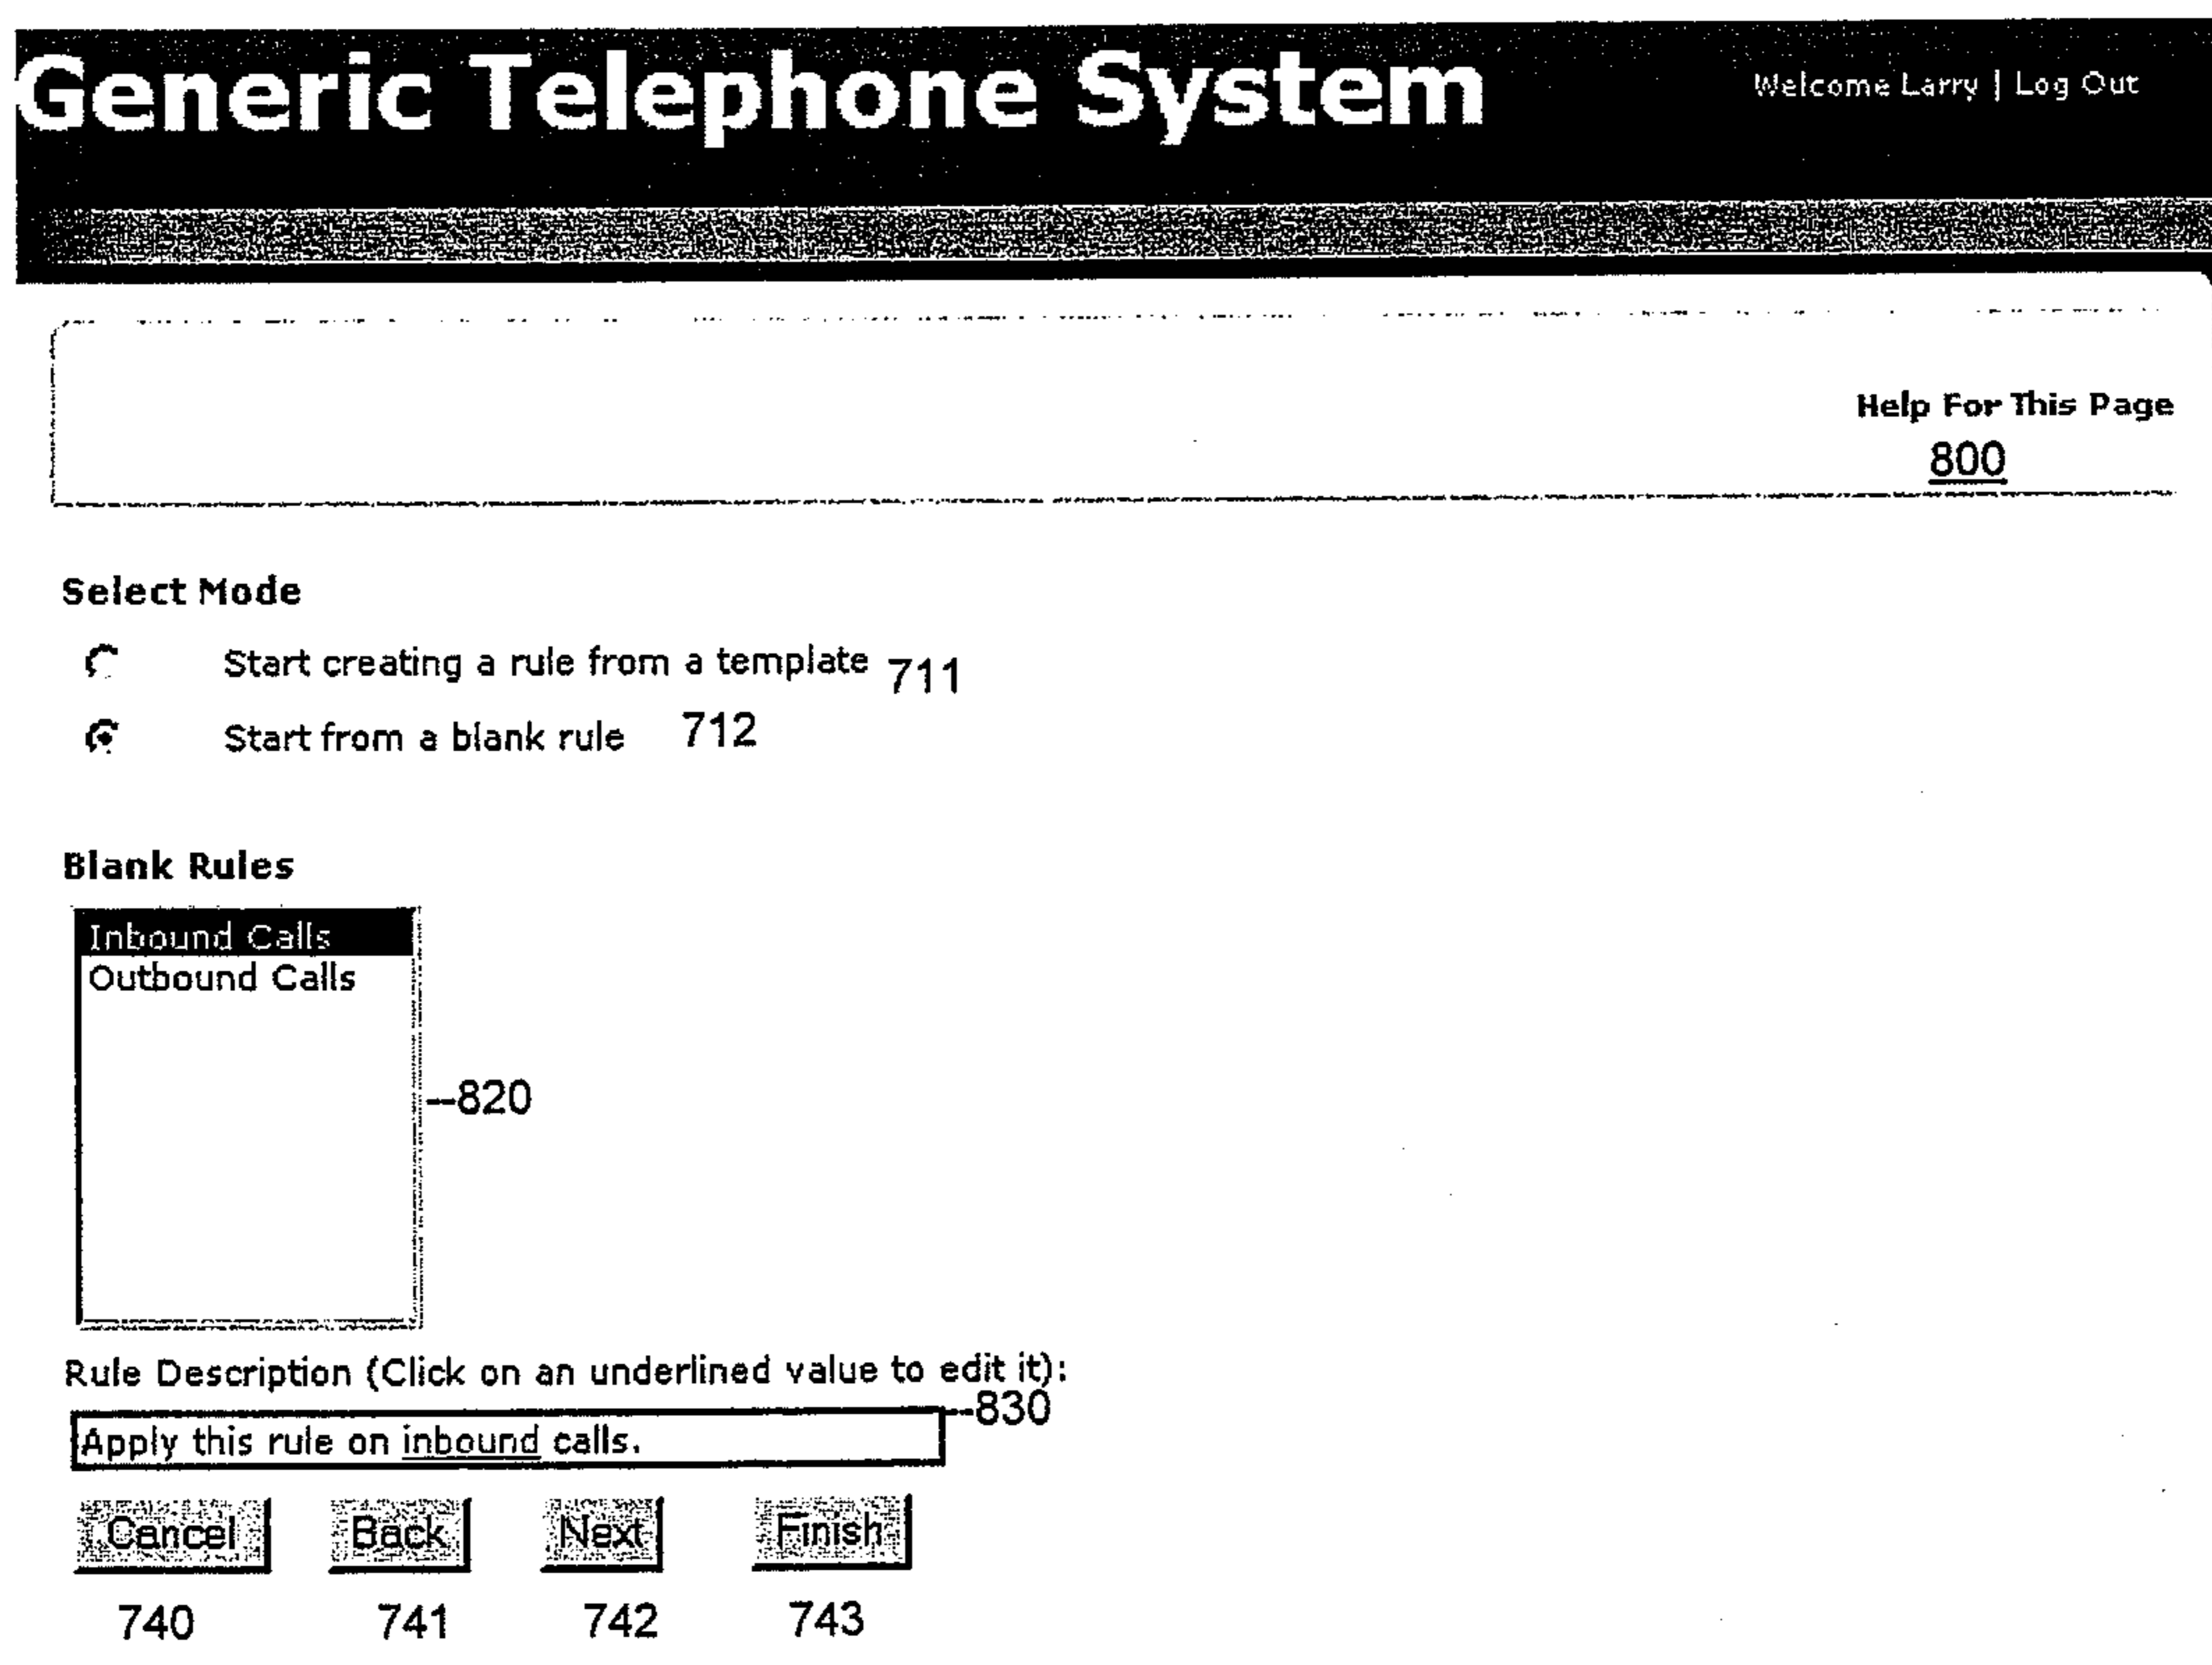 Generic Telephone System
Welcome Larry | Log Out
Help For This Page
800
Select Mode
Start creating a rule from a template 711
Start from a blank rule 712
Blank Rules
Inbound Calls
Outbound Calls
--820
Rule Description (Click on an underlined value to edit it):
--830
Apply this rule on inbound calls.
Cancel Back Next Finish
740 741 742 743